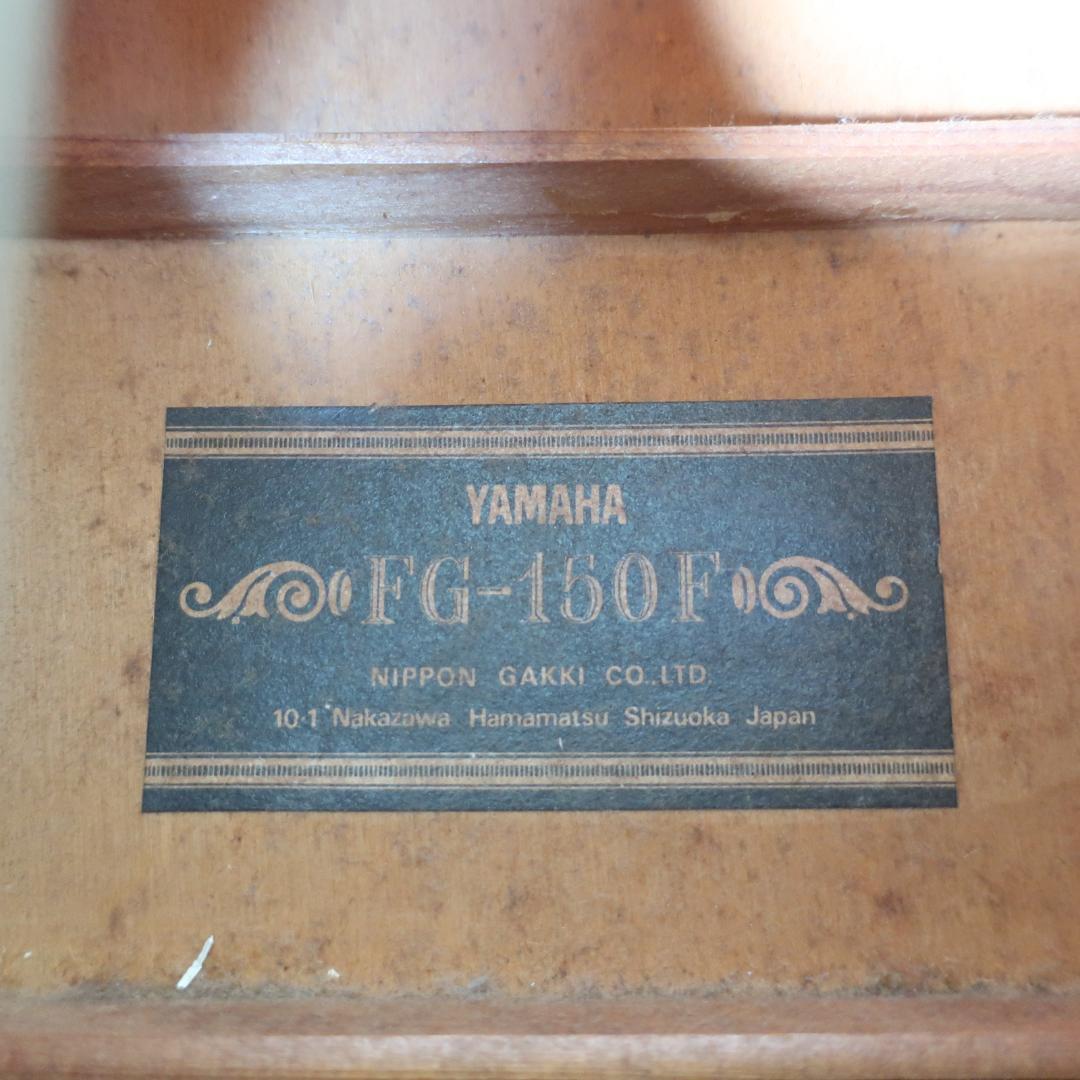 YAMAHA
FG-150F
NIPPON GAKKI CO.,LTD.
10-1 Nakazawa Hamamatsu Shizuoka Japan